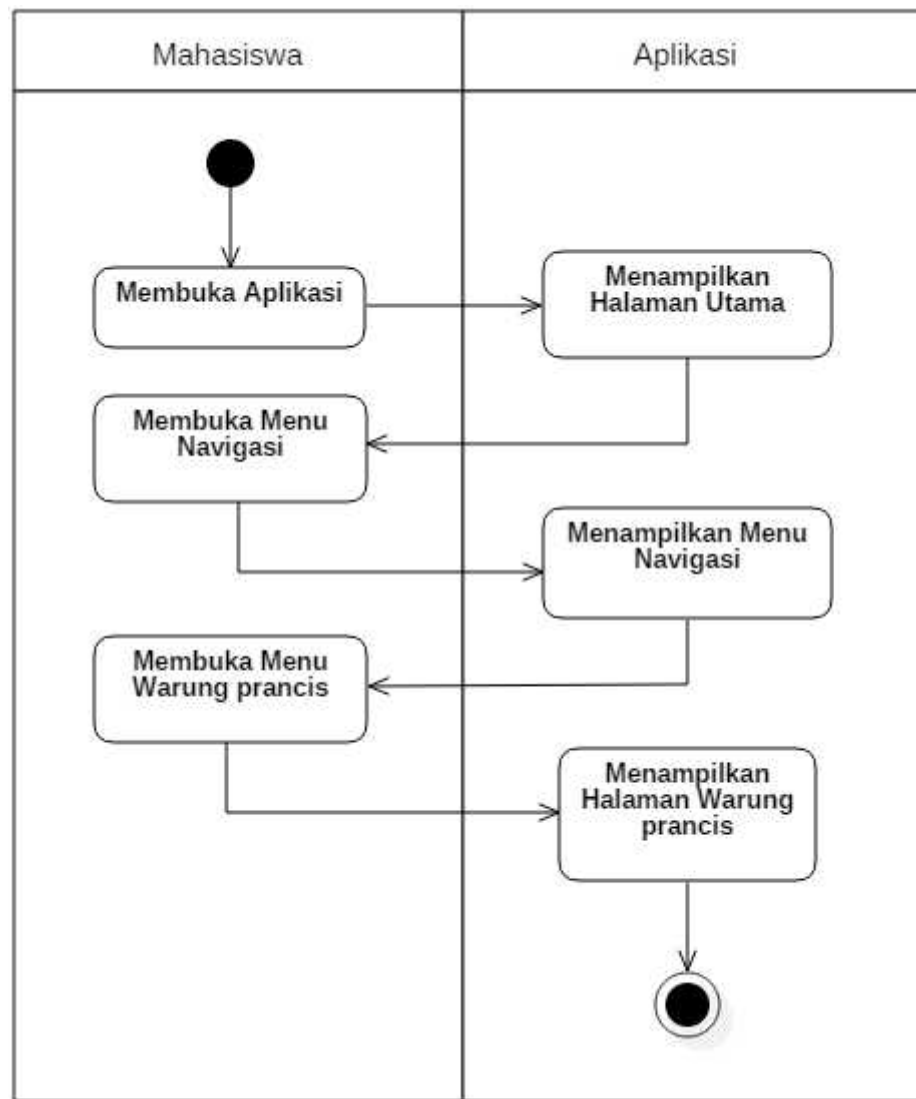 Mahasiswa
Aplikasi
Membuka Aplikasi
Menampilkan
Halaman Utama
Membuka Menu
Navigasi
Menampilkan Menu
Navigasi
Membuka Menu
Warung prancis
Menampilkan
Halaman Warung
prancis